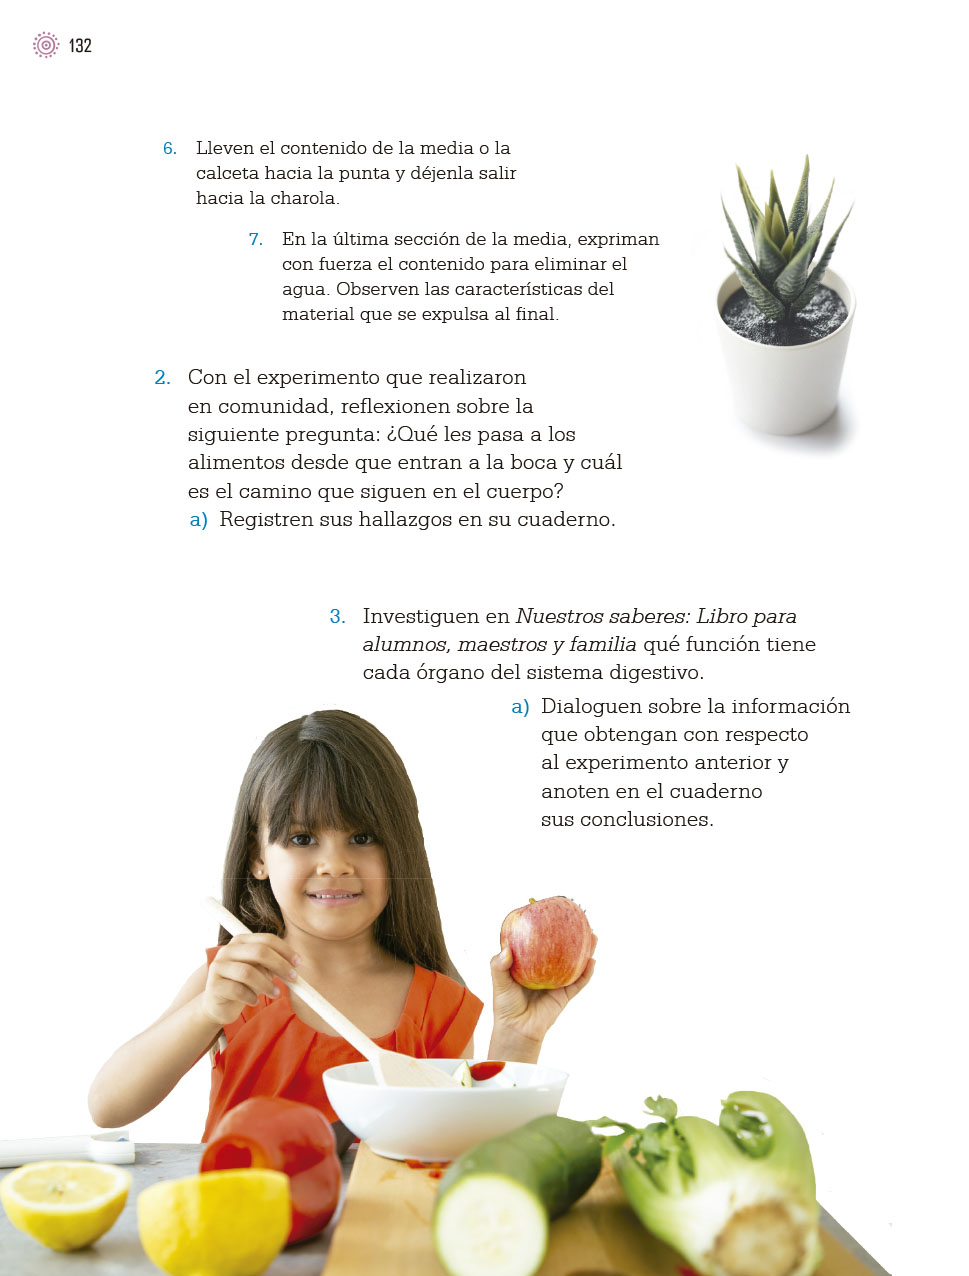 132
6. Lleven el contenido de la media o la
calceta hacia la punta y déjenla salir
hacia la charola.
7. En la última sección de la media, expriman
con fuerza el contenido para eliminar el
agua. Observen las características del
material que se expulsa al final.
2. Con el experimento que realizaron
en comunidad, reflexionen sobre la
siguiente pregunta: ¿Qué les pasa a los
alimentos desde que entran a la boca y cuál
es el camino que siguen en el cuerpo?
a) Registren sus hallazgos en su cuaderno.
3. Investiguen en Nuestros saberes: Libro para
alumnos, maestros y familia qué función tiene
cada órgano del sistema digestivo.
a) Dialoguen sobre la información
que obtengan con respecto
al experimento anterior y
anoten en el cuaderno
sus conclusiones.